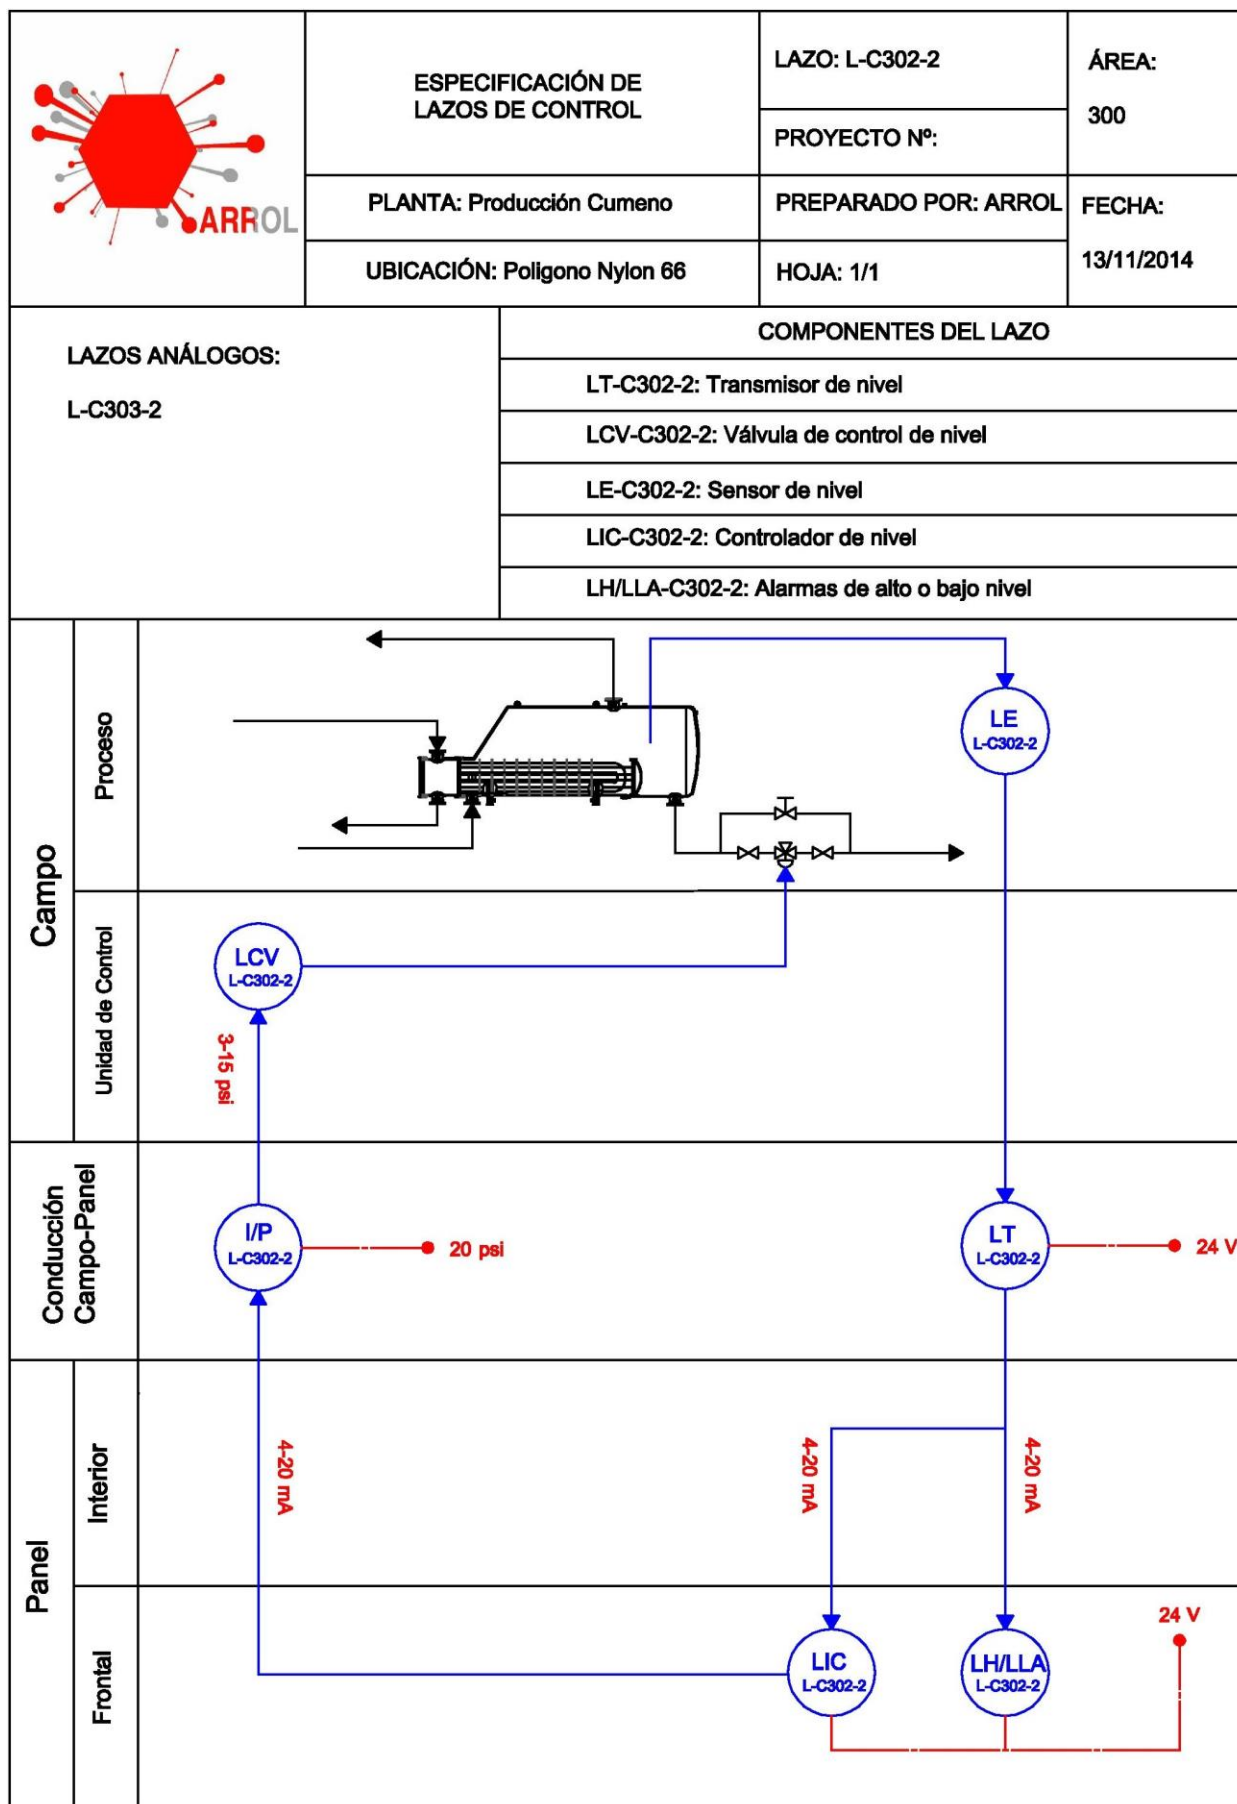 ARROL
ESPECIFICACIÓN DE
LAZOS DE CONTROL
LAZO: L-C302-2
PROYECTO Nº:
ÁREA:
300
PLANTA: Producción Cumeno
PREPARADO POR: ARROL
FECHA:
13/11/2014
UBICACIÓN: Poligono Nylon 66
HOJA: 1/1
LAZOS ANÁLOGOS:
L-C303-2
COMPONENTES DEL LAZO
LT-C302-2: Transmisor de nivel
LCV-C302-2: Válvula de control de nivel
LE-C302-2: Sensor de nivel
LIC-C302-2: Controlador de nivel
LH/LLA-C302-2: Alarmas de alto o bajo nivel
Campo
Proceso
LE
L-C302-2
Unidad de Control
LCV
L-C302-2
3-15 psi
Conducción
Campo-Panel
I/P
L-C302-2
20 psi
LT
L-C302-2
24 V
Panel
Interior
4-20 mA
4-20 mA
4-20 mA
Frontal
LIC
L-C302-2
LH/LLA
L-C302-2
24 V